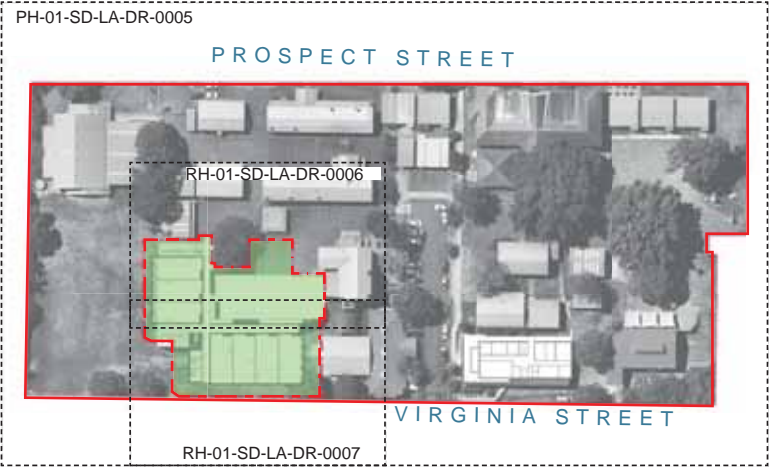 PH-01-SD-LA-DR-0005
PROSPECT STREET
RH-01-SD-LA-DR-0006
VIRGINIA STREET
RH-01-SD-LA-DR-0007